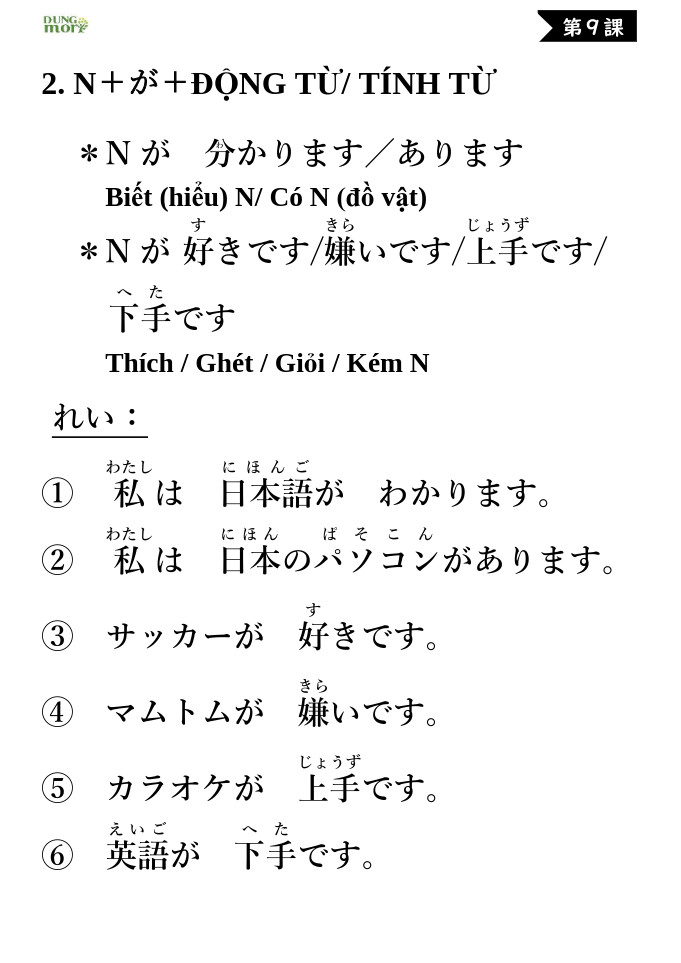 DUNG
mori
第９課
2. N＋が＋ĐỘNG TỪ/ TÍNH TỪ
＊N が　分かります／あります
Biết (hiểu) N/ Có N (đồ vật)
す　きら　じょうず
＊N が 好きです/嫌いです/上手です/
へ た
下手です
Thích / Ghét / Giỏi / Kém N
れい：
わたし　に ほ ん ご
① 私 は　日本語が　わかります。
わたし　に ほん　ぱ そ こ ん
② 私 は　日本のパソコンがあります。
す
③ サッカーが　好きです。
きら
④ マムトムが　嫌いです。
じょうず
⑤ カラオケが　上手です。
えいご　へ た
⑥ 英語が　下手です。